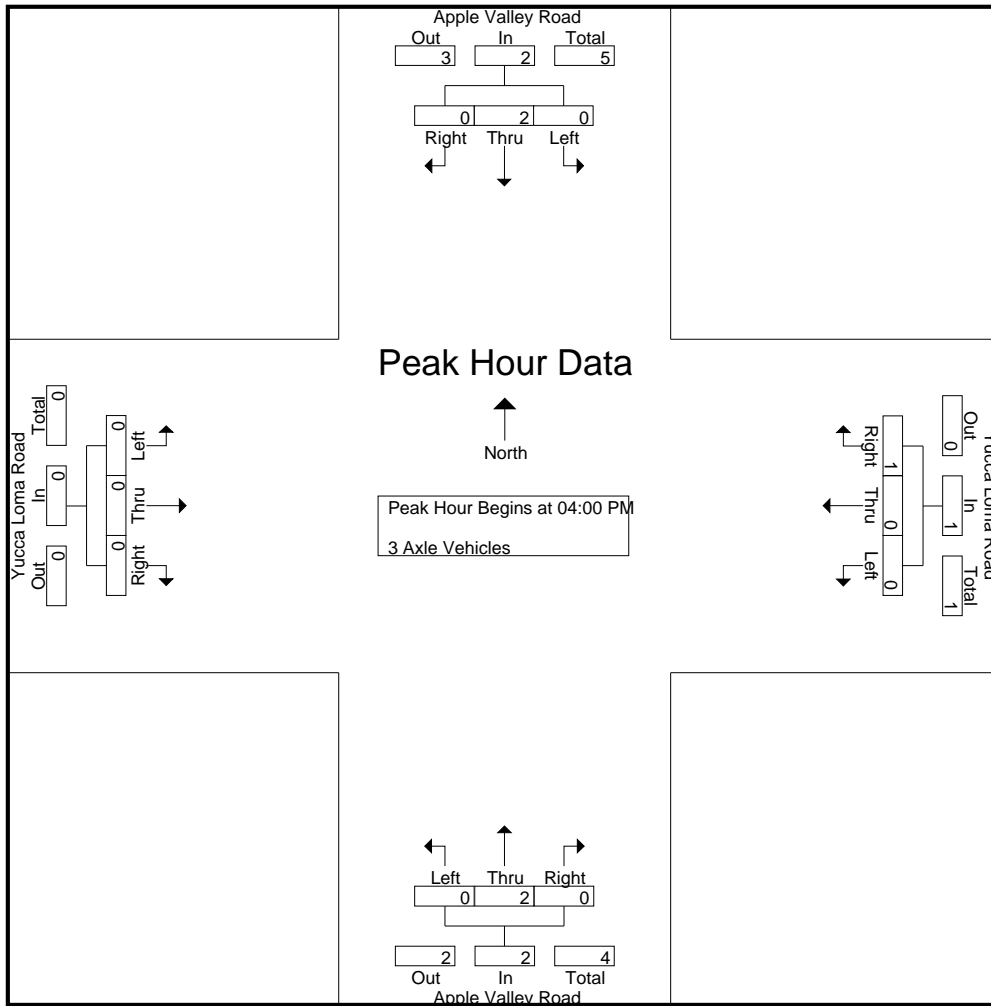 Apple Valley Road
Out In Total
3 2 5
0 2 0
Right Thru Left
Peak Hour Data
North
Peak Hour Begins at 04:00 PM
3 Axle Vehicles
Yucca Loma Road
Total In Out
0 0 0
0 0 0
Left Thru Right
Right Thru Left
1 0 0
0 1 1
Out In Total
Yucca Loma Road
Left Thru Right
0 2 0
2 2 4
Out In Total
Apple Valley Road